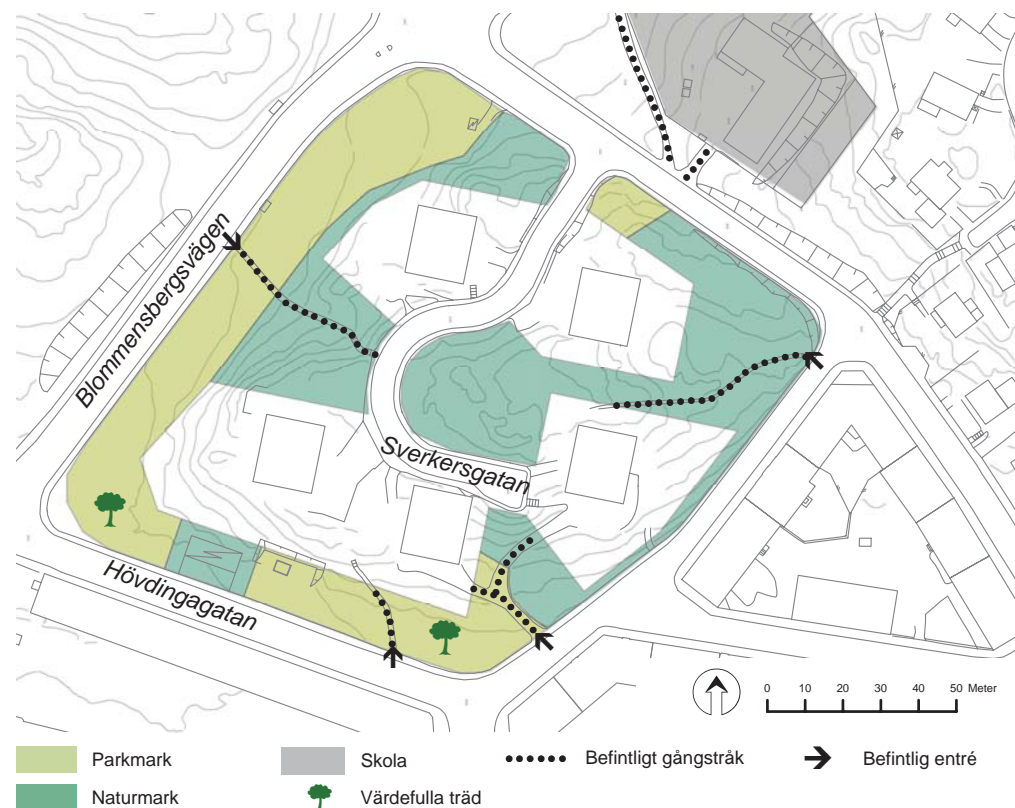 Blommensbergsvägen
Sverkersgatan
Hövdingagatan
0 10 20 30 40 50 Meter
Parkmark
Skola
Befintligt gångstråk
Befintlig entré
Naturmark
Värdefulla träd